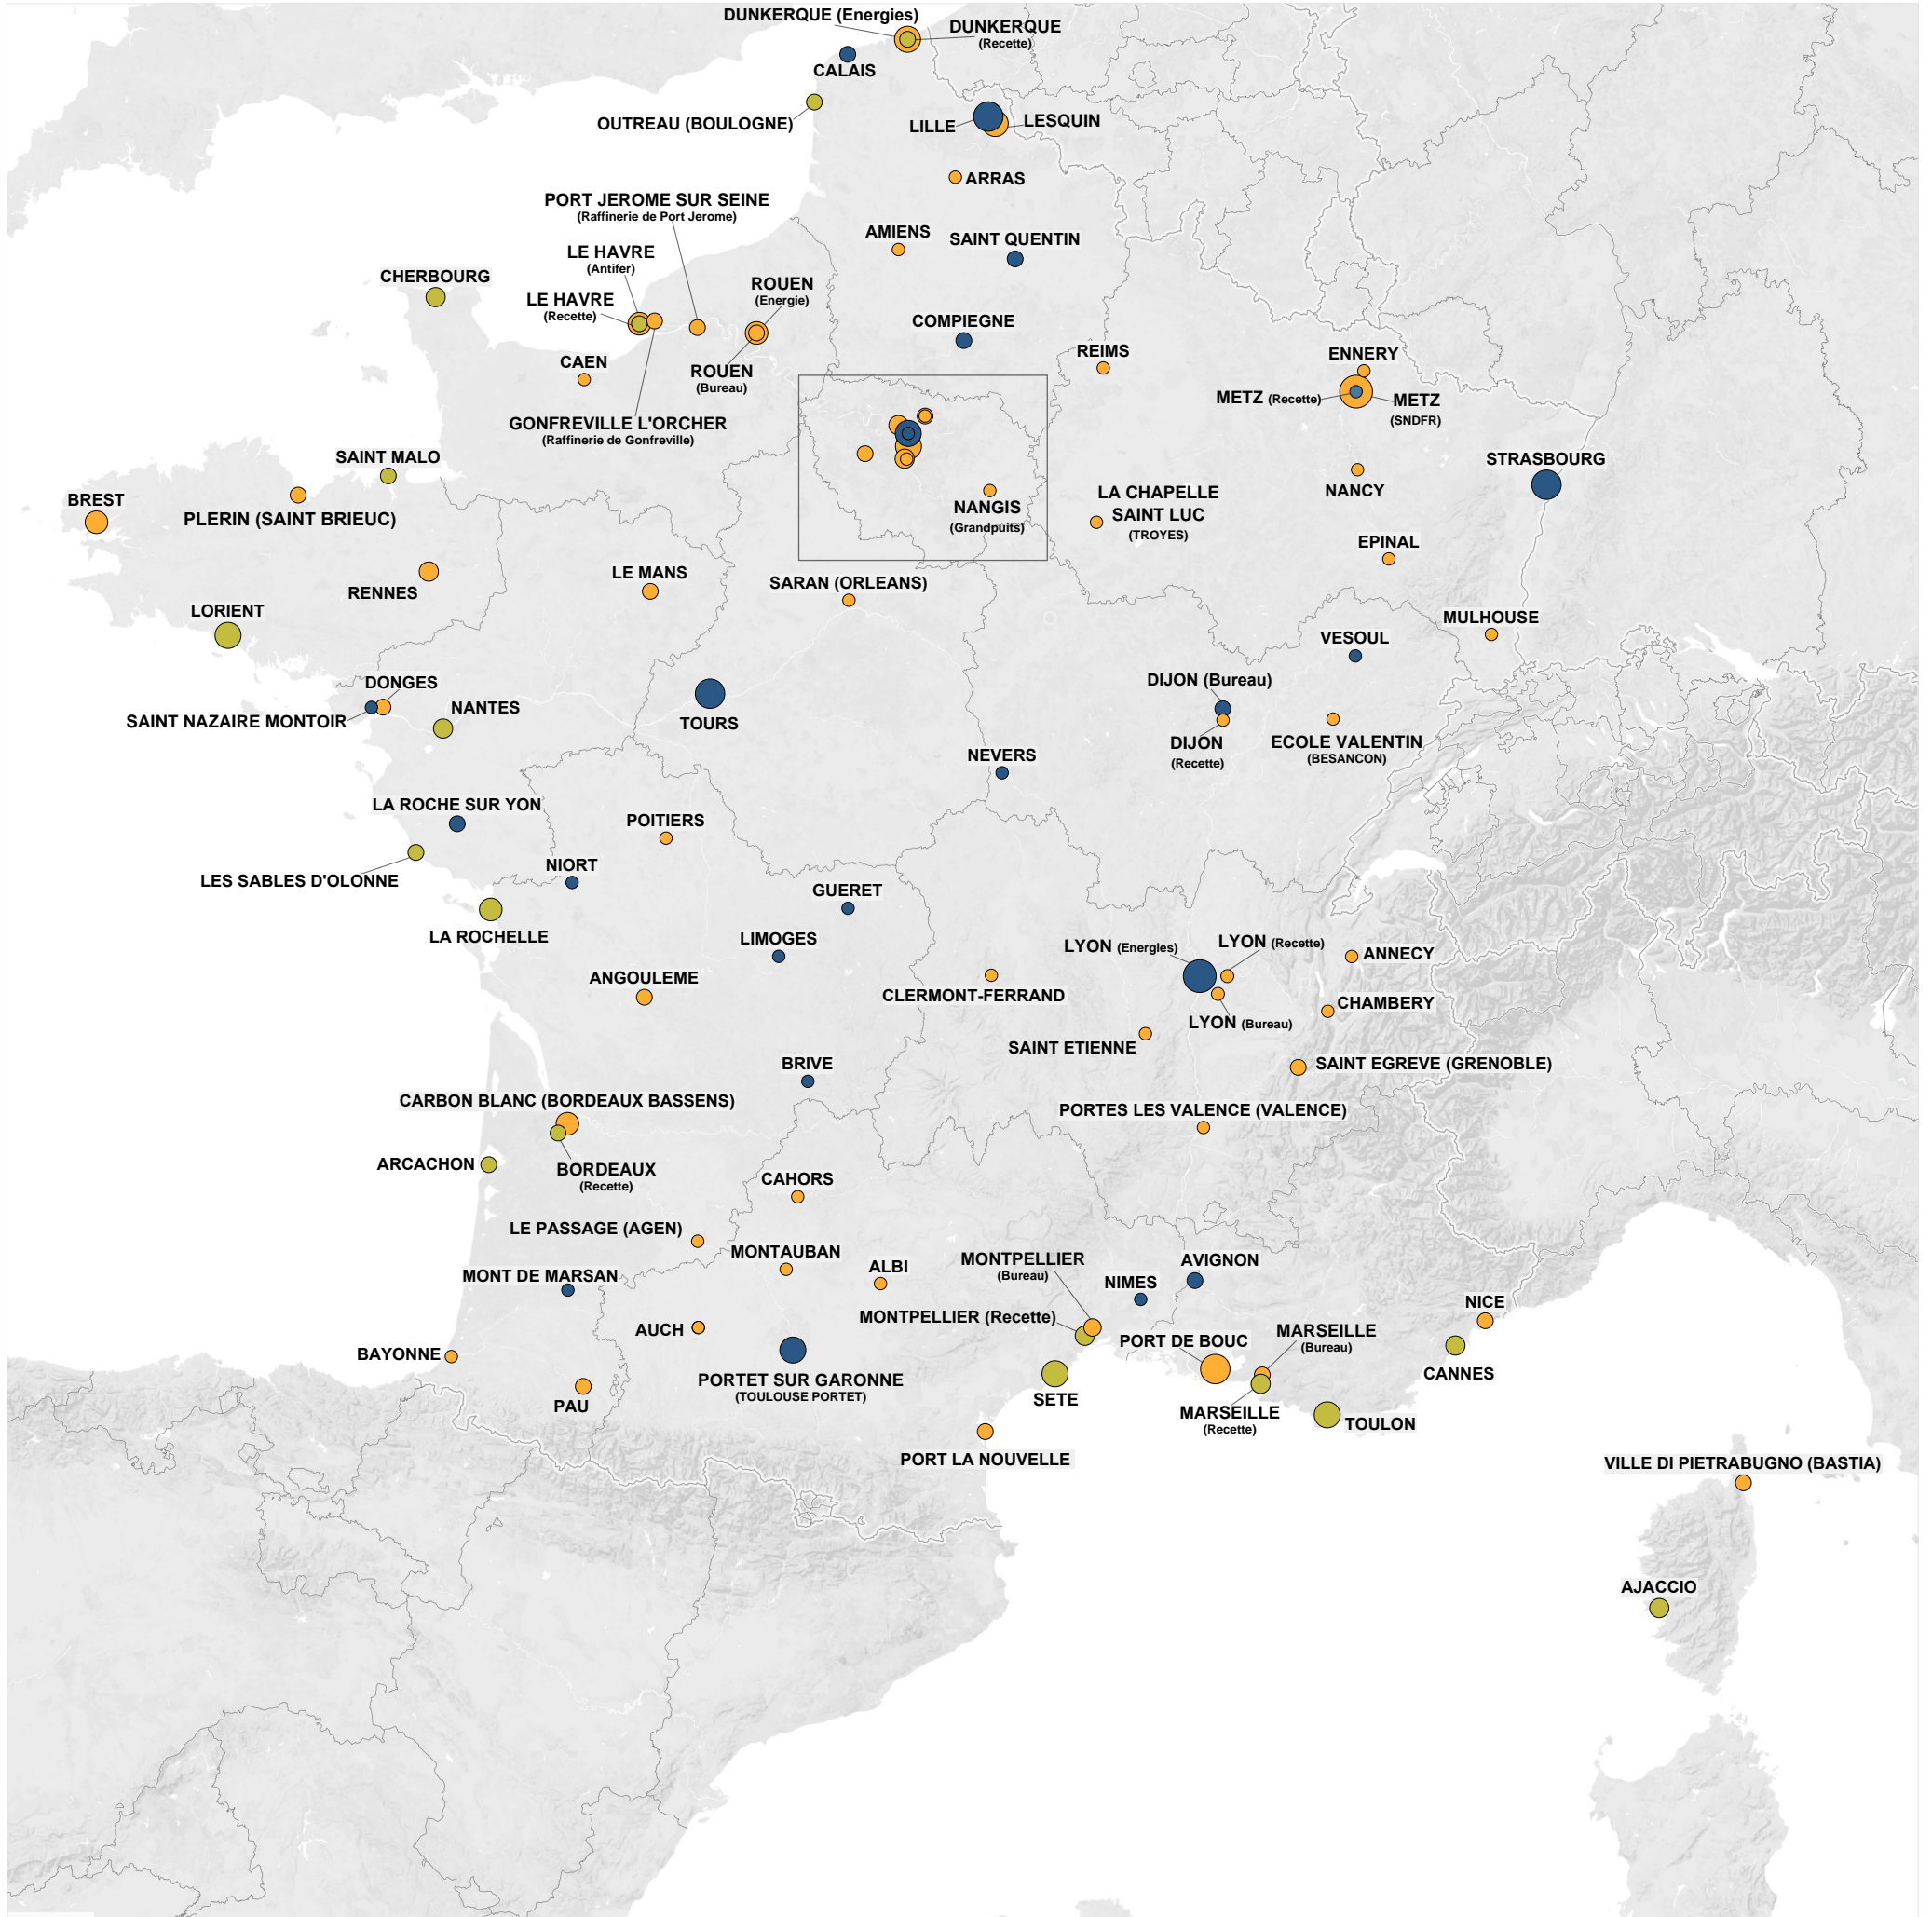 DUNKERQUE (Energies)
DUNKERQUE
(Recette)
CALAIS
OUTREAU (BOULOGNE)
LILLE
LESQUIN
ARRAS
PORT JEROME SUR SEINE
(Raffinerie de Port Jerome)
AMIENS
SAINT QUENTIN
LE HAVRE
(Antifer)
CHERBOURG
ROUEN
(Energie)
LE HAVRE
(Recette)
COMPIEGNE
REIMS
ENNERY
CAEN
ROUEN
(Bureau)
METZ (Recette)
METZ
(SNDFR)
GONFREVILLE L'ORCHER
(Raffinerie de Gonfreville)
SAINT MALO
STRASBOURG
BREST
PLERIN (SAINT BRIEUC)
NANGIS
(Grandpuits)
LA CHAPELLE
SAINT LUC
(TROYES)
NANCY
EPINAL
RENNES
LE MANS
SARAN (ORLEANS)
LORIENT
MULHOUSE
VESOUL
DONGES
SAINT NAZAIRE MONTOIR
NANTES
TOURS
DIJON (Bureau)
DIJON
(Recette)
ECOLE VALENTIN
(BESANCON)
NEVERS
LA ROCHE SUR YON
POITIERS
LES SABLES D'OLONNE
NIORT
GUERET
LA ROCHELLE
LIMOGES
LYON (Energies)
LYON (Recette)
ANNECY
ANGOULEME
CLERMONT-FERRAND
CHAMBERY
LYON (Bureau)
SAINT ETIENNE
BRIVE
SAINT EGREVE (GRENOBLE)
CARBON BLANC (BORDEAUX BASSENS)
PORTES LES VALENCE (VALENCE)
ARCACHON
BORDEAUX
(Recette)
CAHORS
LE PASSAGE (AGEN)
MONTAUBAN
ALBI
MONTPELLIER
(Bureau)
AVIGNON
MONT DE MARSAN
NIMES
NICE
MONTPELLIER (Recette)
AUCH
PORT DE BOUC
MARSEILLE
(Bureau)
BAYONNE
PORTET SUR GARONNE
(TOULOUSE PORTET)
CANNES
PAU
SETE
MARSEILLE
(Recette)
TOULON
PORT LA NOUVELLE
VILLE DI PIETRABUGNO (BASTIA)
AJACCIO